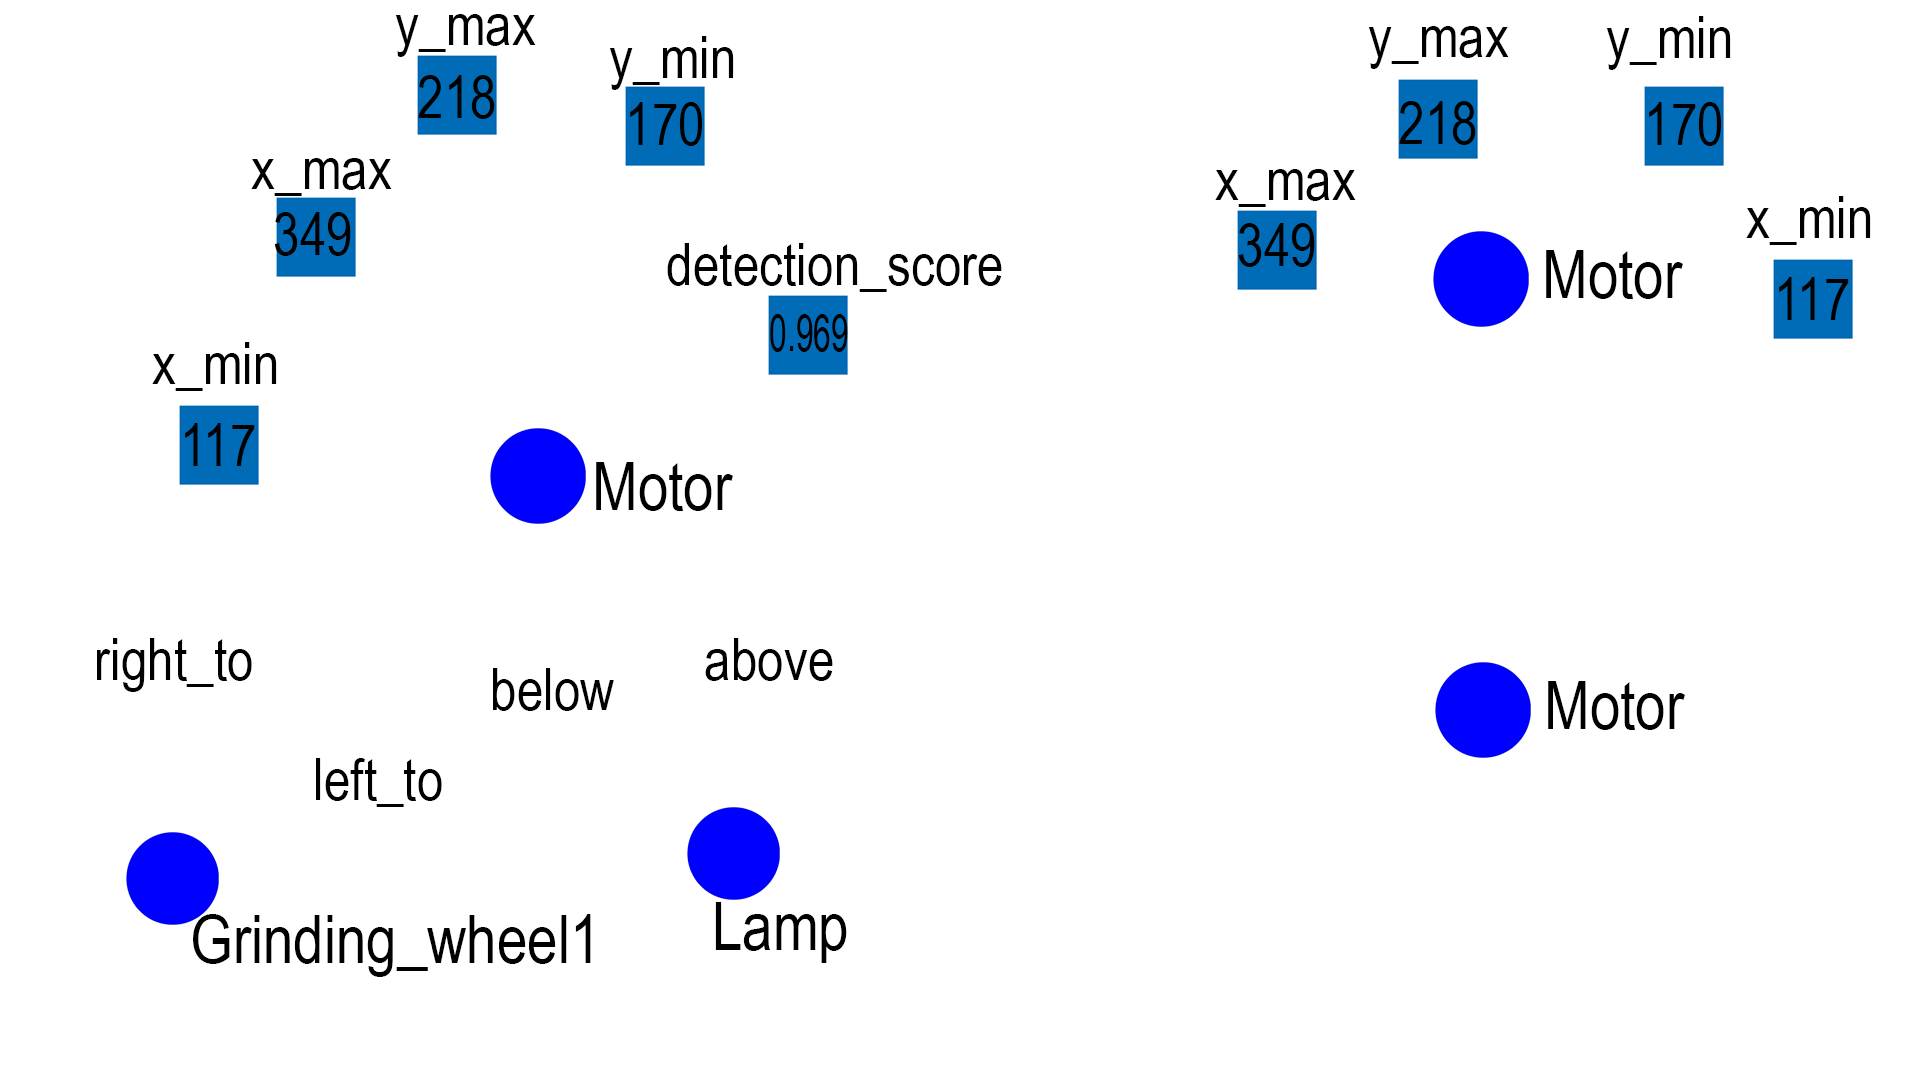 y_max
218
y_min
170
x_max
349
detection_score
0.969
x_min
117
Motor
right_to
below
above
left_to
Grinding_wheel1
Lamp
y_max
218
y_min
170
x_max
349
x_min
117
Motor
Motor